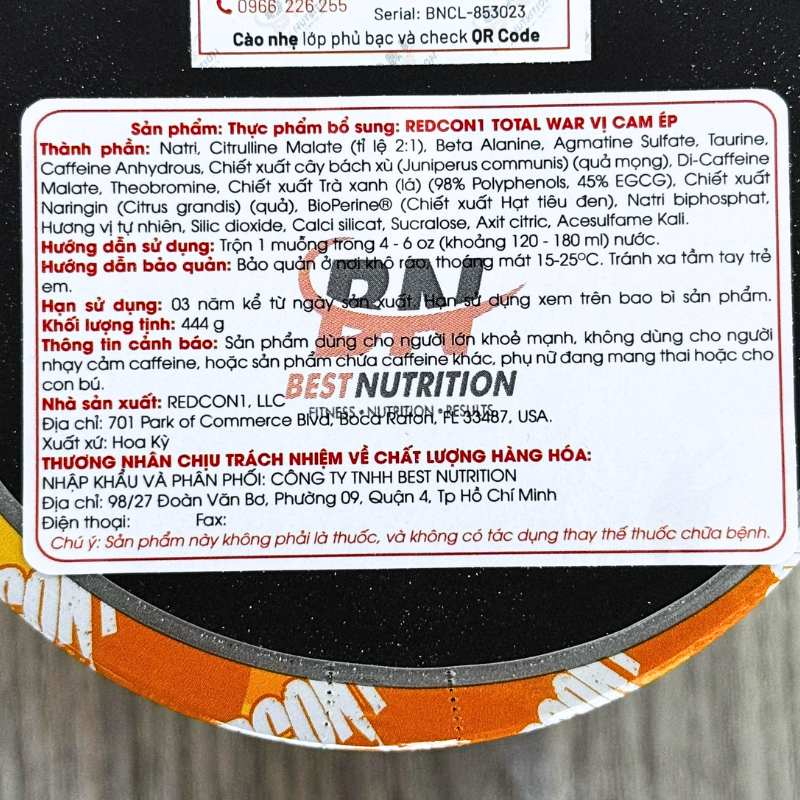 0966 226 255
Serial: BNCL-853023
Cào nhẹ lớp phủ bạc và check QR Code
Sản phẩm: Thực phẩm bổ sung: REDCON1 TOTAL WAR VỊ CAM ÉP
Thành phần: Natri, Citrulline Malate (tỉ lệ 2:1), Beta Alanine, Agmatine Sulfate, Taurine,
Caffeine Anhydrous, Chiết xuất cây bách xù (Juniperus communis) (quả mọng), Di-Caffeine
Malate, Theobromine, Chiết xuất Trà xanh (lá) (98% Polyphenols, 45% EGCG), Chiết xuất
Naringin (Citrus grandis) (quả), BioPerine® (Chiết xuất Hạt tiêu đen), Natri biphosphat,
Hương vị tự nhiên, Silic dioxide, Calci silicat, Sucralose, Axit citric, Acesulfame Kali.
Hướng dẫn sử dụng: Trộn 1 muỗng trong 4 - 6 oz (khoảng 120 - 180 ml) nước.
Hướng dẫn bảo quản: Bảo quản ở nơi khô ráo, thoáng mát 15-25ºC. Tránh xa tầm tay trẻ
em.
Hạn sử dụng: 03 năm kể từ ngày sản xuất. Hạn sử dụng xem trên bao bì sản phẩm.
Khối lượng tịnh: 444 g
Thông tin cảnh báo: Sản phẩm dùng cho người lớn khoẻ mạnh, không dùng cho người
nhạy cảm caffeine, hoặc sản phẩm chứa caffeine khác, phụ nữ đang mang thai hoặc cho
con bú.
BN
BEST NUTRITION
FITNESS • NUTRITION • RESULTS
Nhà sản xuất: REDCON1, LLC
Địa chỉ: 701 Park of Commerce Blvd, Boca Raton, FL 33487, USA.
Xuất xứ: Hoa Kỳ
THƯƠNG NHÂN CHỊU TRÁCH NHIỆM VỀ CHẤT LƯỢNG HÀNG HÓA:
NHẬP KHẨU VÀ PHÂN PHỐI: CÔNG TY TNHH BEST NUTRITION
Địa chỉ: 98/27 Đoàn Văn Bơ, Phường 09, Quận 4, Tp Hồ Chí Minh
Điện thoại: Fax:
Chú ý: Sản phẩm này không phải là thuốc, và không có tác dụng thay thế thuốc chữa bệnh.